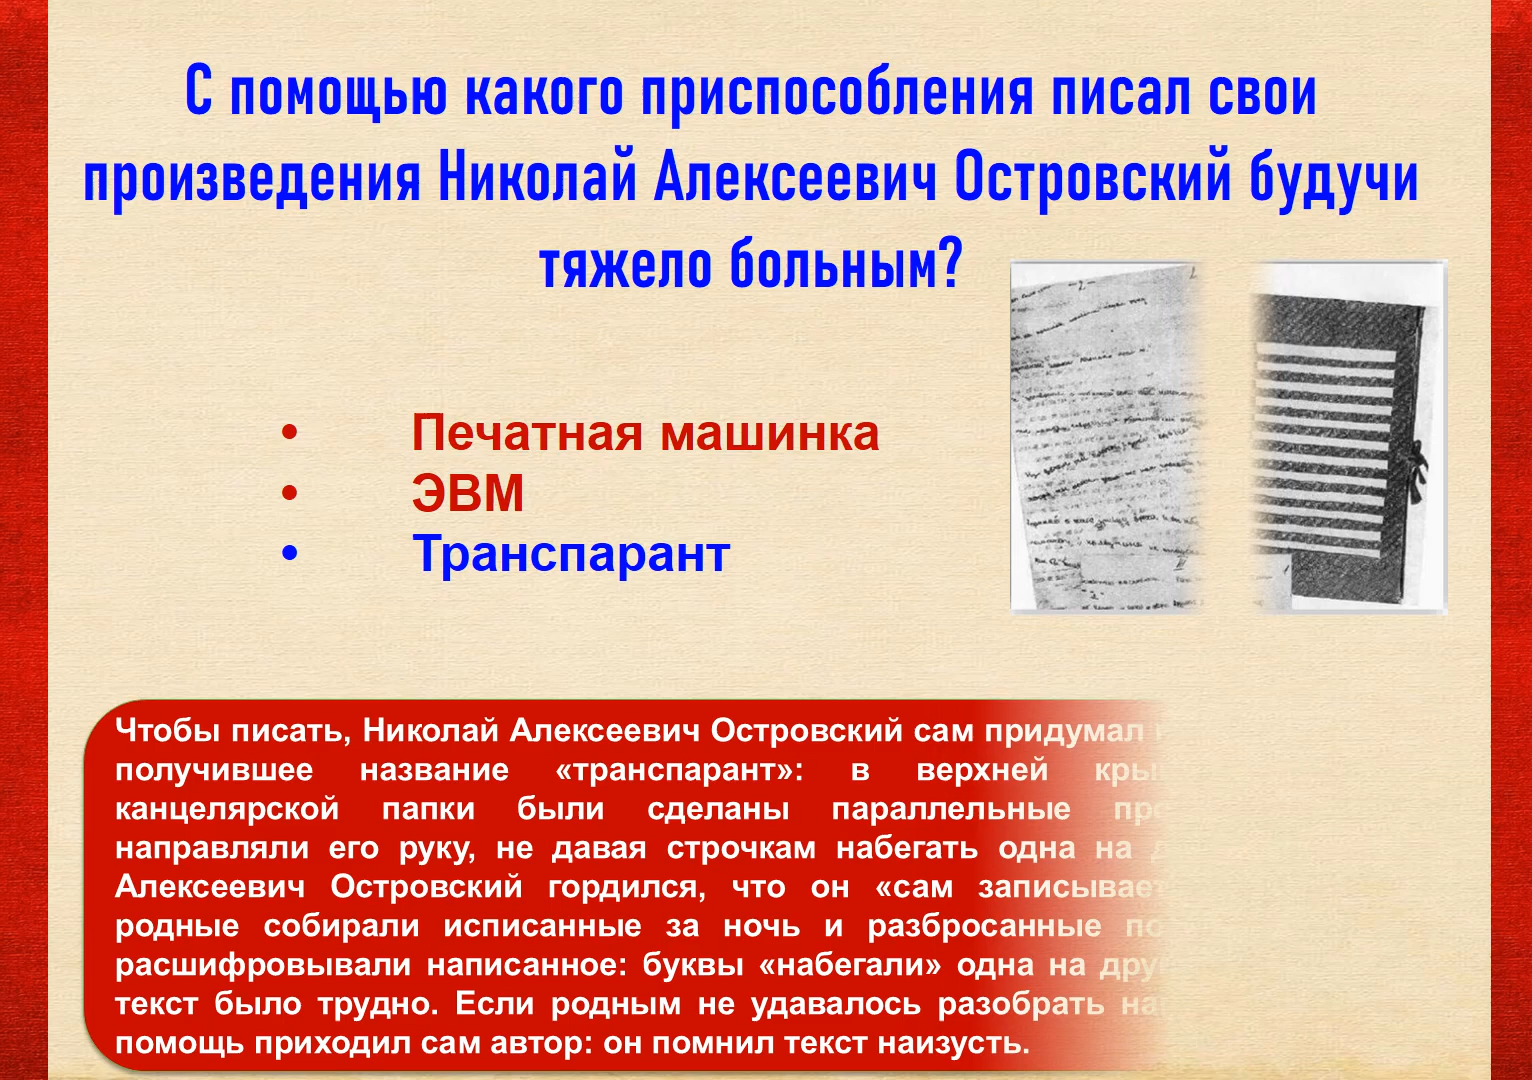 С помощью какого приспособления писал свои
произведения Николай Алексеевич Островский будучи
тяжело больным?
• Печатная машинка
• ЭВМ
• Транспарант
Чтобы писать, Николай Алексеевич Островский сам придумал
получившее название «транспарант»: в верхней
канцелярской папки были сделаны параллельные
направляли его руку, не давая строчкам набегать одна на
Алексеевич Островский гордился, что он «сам
родные собирали исписанные за ночь и разбросанные
расшифровывали написанное: буквы «набегали» одна на
текст было трудно. Если родным не удавалось разобрать
помощь приходил сам автор: он помнил текст наизусть.